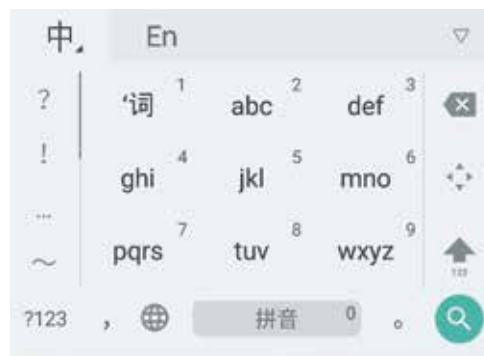 中 En
? '词 1 abc 2 def 3
! ghi 4 jkl 5 mno 6
... pqrs 7 tuv 8 wxyz 9
~ 123
?123 , 拼音 0 。